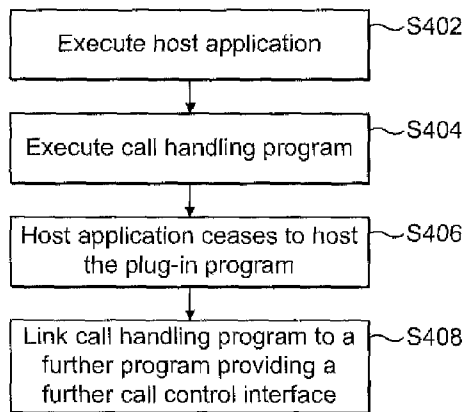 Execute host application
S402
Execute call handling program
S404
Host application ceases to host
the plug-in program
S406
Link call handling program to a
further program providing a
further call control interface
S408